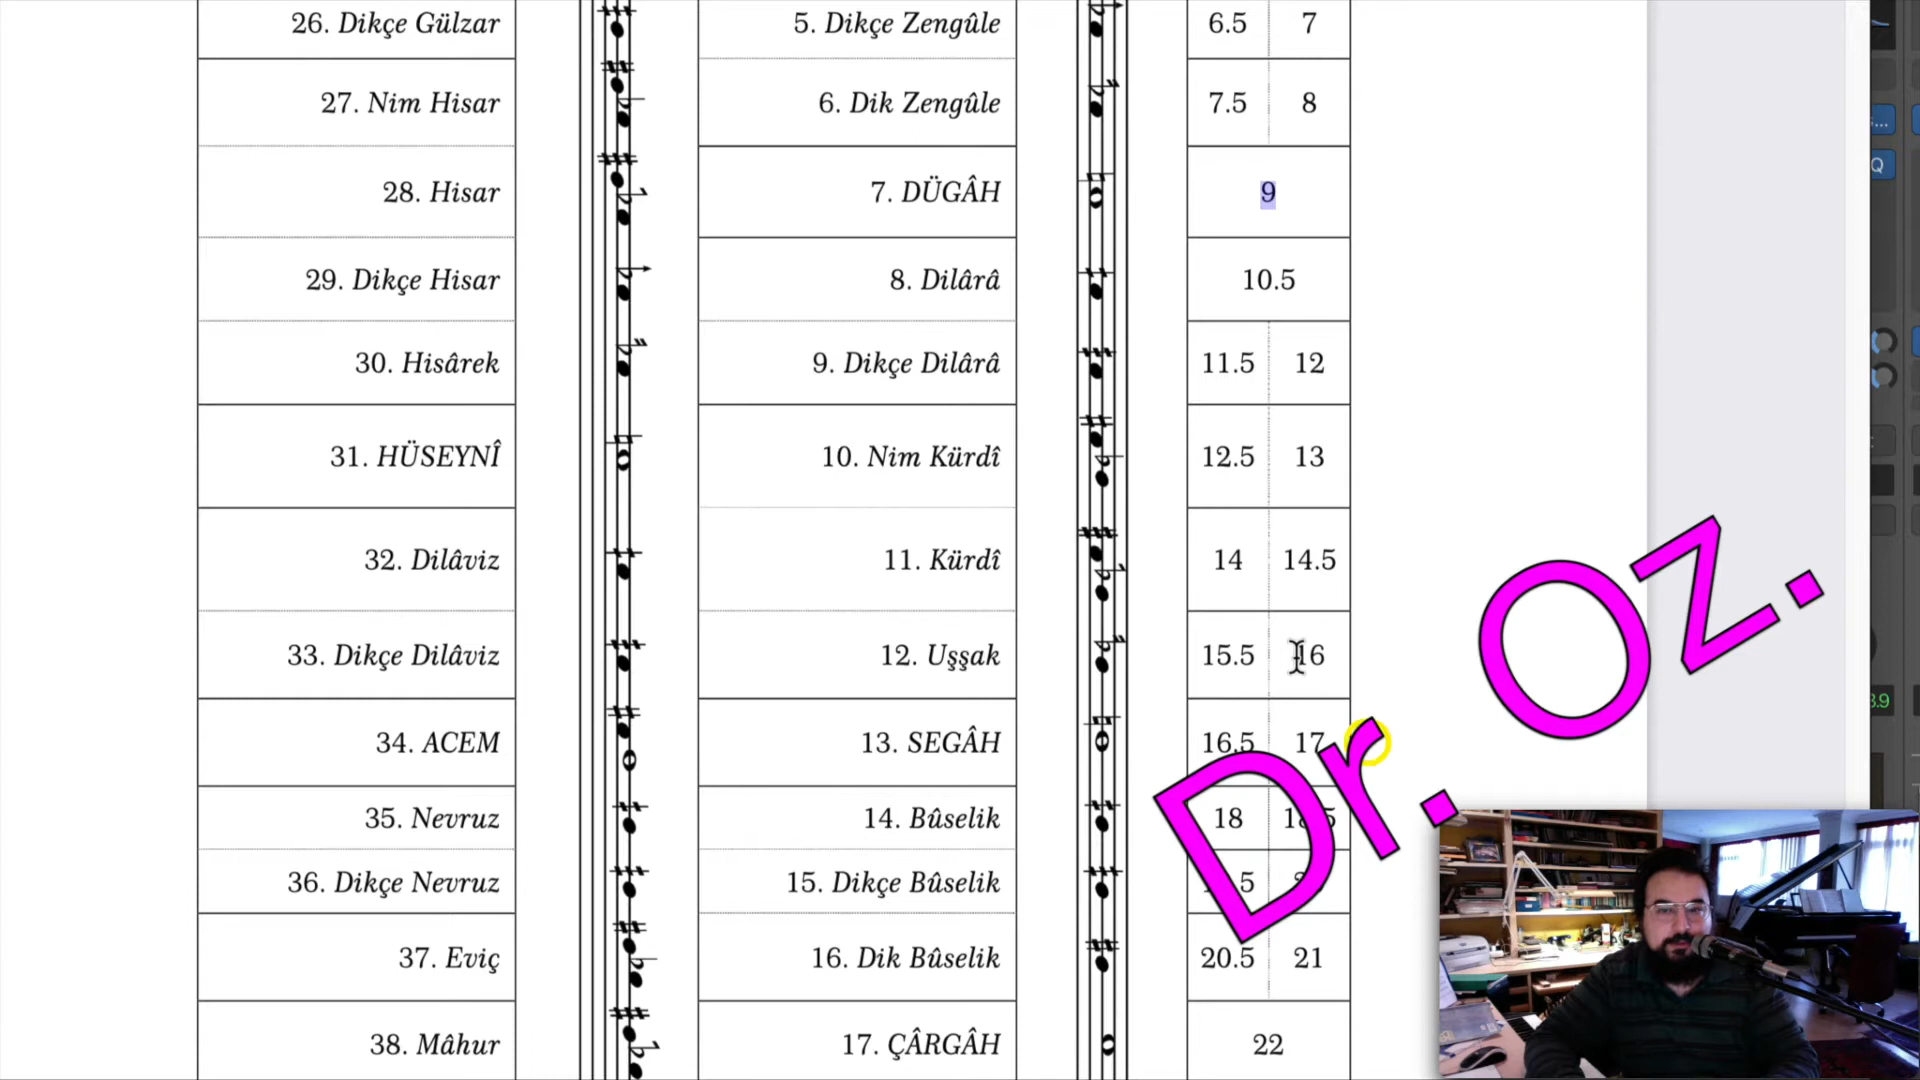 26. Dikçe Gülzar 5. Dikçe Zengûle 6.5 7
27. Nim Hisar 6. Dik Zengûle 7.5 8
28. Hisar 7. DÜGÂH 9
29. Dikçe Hisar 8. Dilârâ 10.5
30. Hisârek 9. Dikçe Dilârâ 11.5 12
31. HÜSEYNÎ 10. Nim Kürdî 12.5 13
32. Dilâviz 11. Kürdî 14 14.5
33. Dikçe Dilâviz 12. Uşşak 15.5 16
34. ACEM 13. SEGÂH 16.5 17
35. Nevruz 14. Bûselik 18
36. Dikçe Nevruz 15. Dikçe Bûselik
37. Eviç 16. Dik Bûselik 20.5 21
38. Mâhur 17. ÇÂRGÂH 22
Dr. Oz.
Q